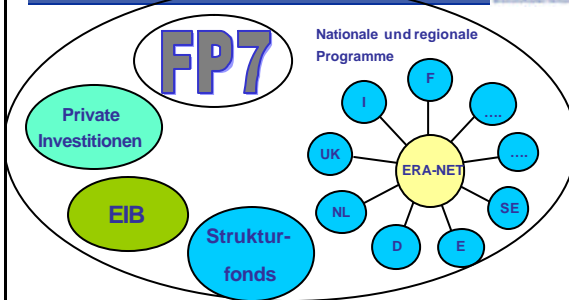 FP7
Nationale und regionale
Programme
Private
Investitionen
EIB
Struktur-
fonds
ERA-NET
F
I
....
UK
....
NL
SE
D
E